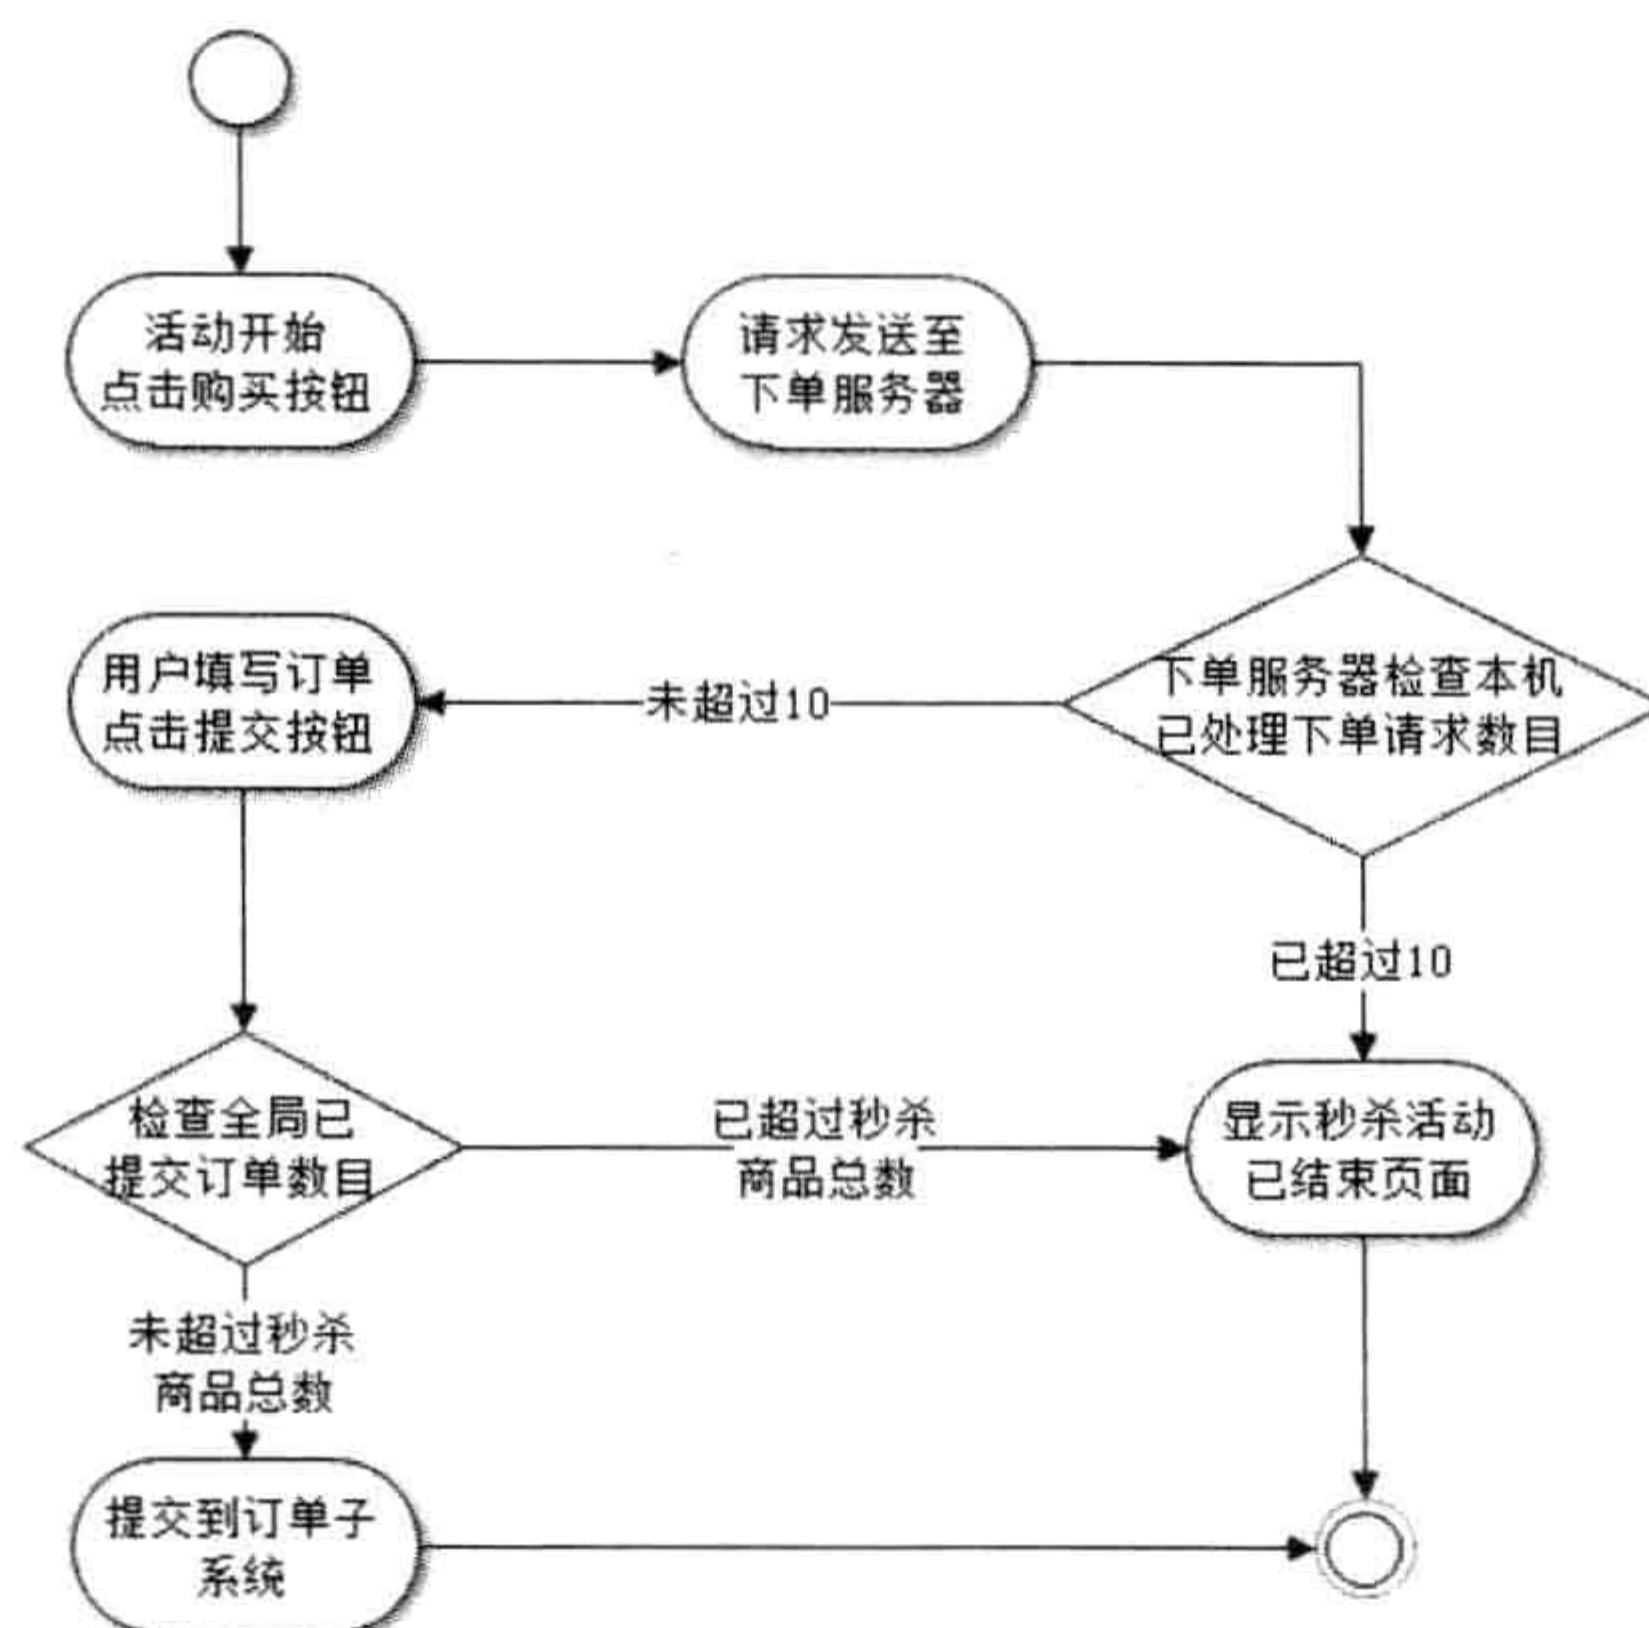 活动开始
点击购买按钮
请求发送至
下单服务器
下单服务器检查本机
已处理下单请求数目
未超过10
用户填写订单
点击提交按钮
已超过10
检查全局已
提交订单数目
已超过秒杀
商品总数
显示秒杀活动
已结束页面
未超过秒杀
商品总数
提交到订单子
系统